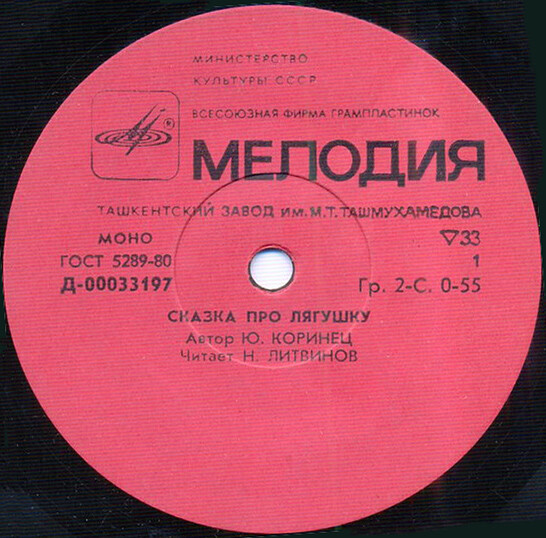 МИНИСТЕРСТВО
КУЛЬТУРЫ СССР
ВСЕСОЮЗНАЯ ФИРМА ГРАМПЛАСТИНОК
МЕЛОДИЯ
ТАШКЕНТСКИЙ ЗАВОД им. М.Т. ТАШМУХАМЕДОВА
МОНО
ГОСТ 5289-80
Д-00033197
▽33
1
Гр. 2-С. 0-55
СКАЗКА ПРО ЛЯГУШКУ
Автор Ю. КОРИНЕЦ
Читает Н. ЛИТВИНОВ